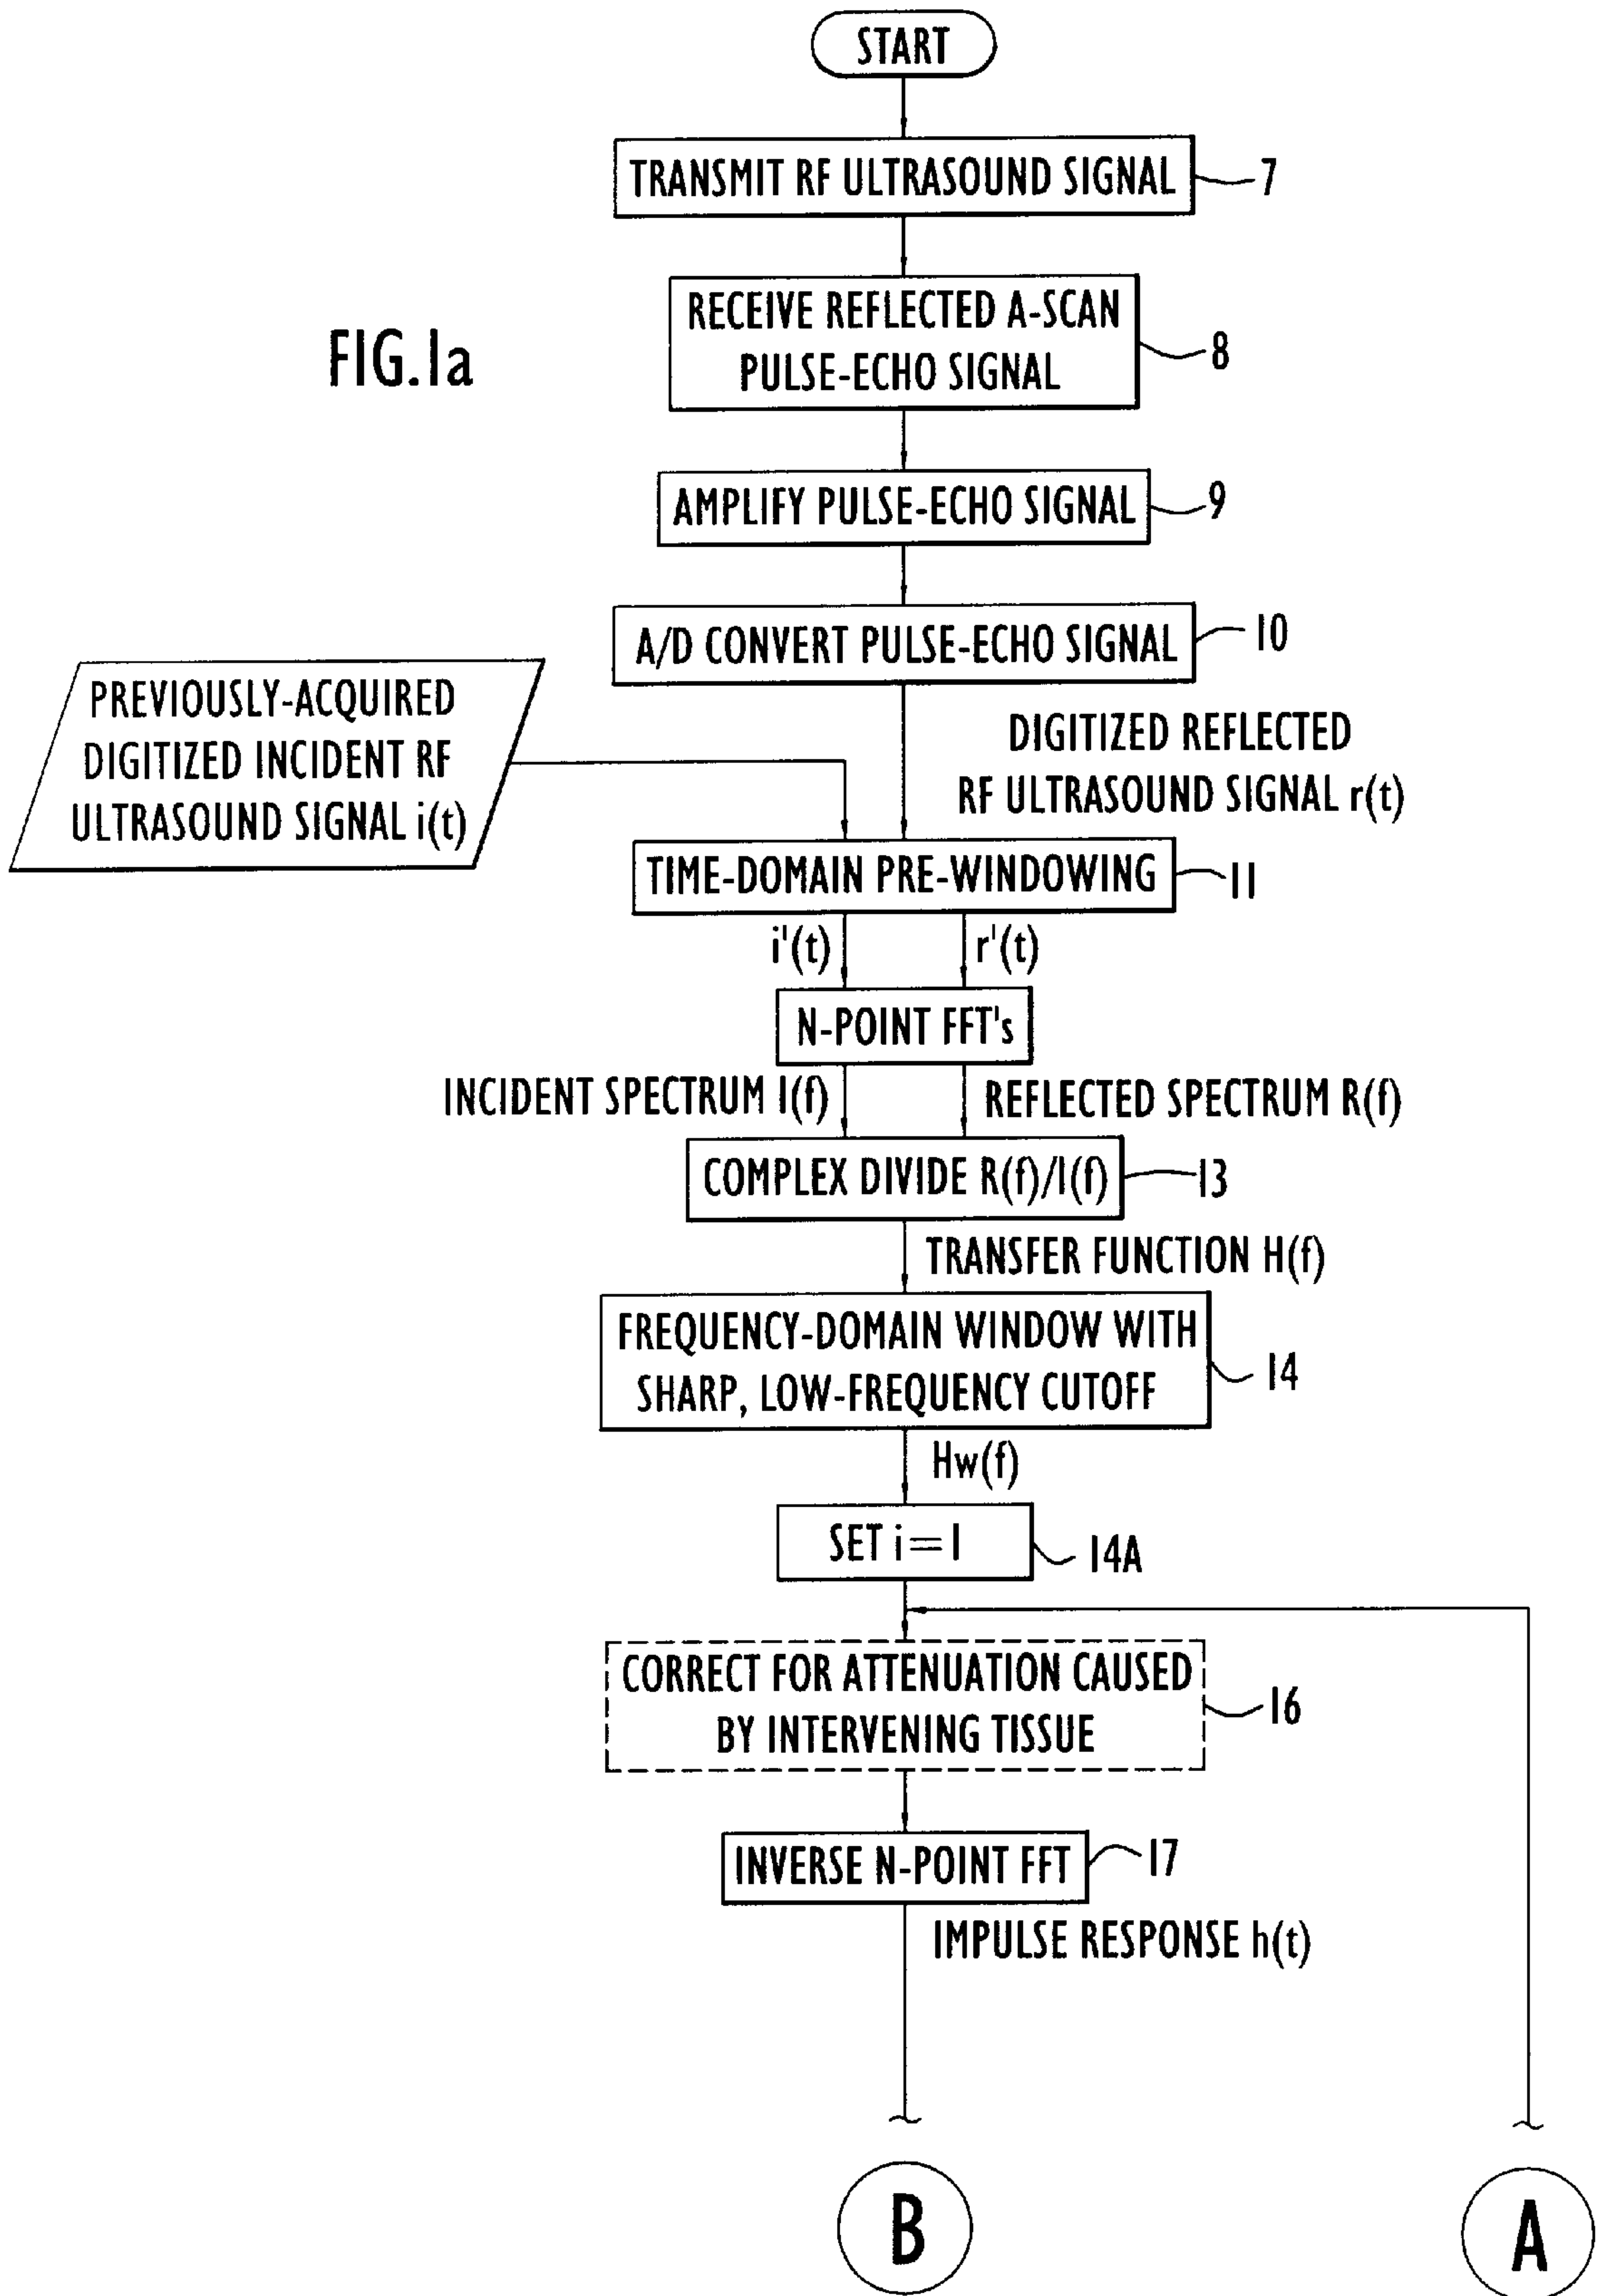 START
TRANSMIT RF ULTRASOUND SIGNAL
7
RECEIVE REFLECTED A-SCAN
PULSE-ECHO SIGNAL
8
FIG.1a
AMPLIFY PULSE-ECHO SIGNAL
9
A/D CONVERT PULSE-ECHO SIGNAL
10
PREVIOUSLY-ACQUIRED
DIGITIZED INCIDENT RF
ULTRASOUND SIGNAL i(t)
DIGITIZED REFLECTED
RF ULTRASOUND SIGNAL r(t)
TIME-DOMAIN PRE-WINDOWING
11
i'(t)
r'(t)
N-POINT FFT's
INCIDENT SPECTRUM I(f)
REFLECTED SPECTRUM R(f)
COMPLEX DIVIDE R(f)/I(f)
13
TRANSFER FUNCTION H(f)
FREQUENCY-DOMAIN WINDOW WITH
SHARP, LOW-FREQUENCY CUTOFF
14
Hw(f)
SET i=1
14A
CORRECT FOR ATTENUATION CAUSED
BY INTERVENING TISSUE
16
INVERSE N-POINT FFT
17
IMPULSE RESPONSE h(t)
B
A